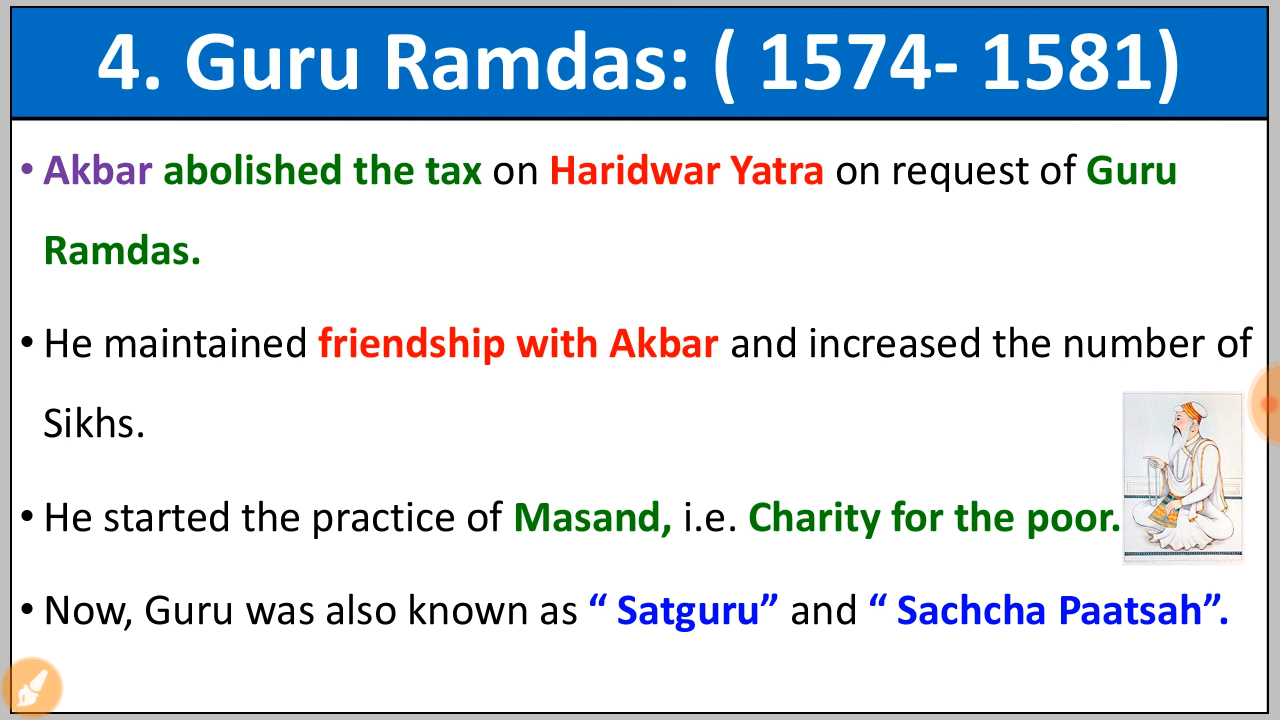 4. Guru Ramdas: ( 1574- 1581)
• Akbar abolished the tax on Haridwar Yatra on request of Guru
Ramdas.
• He maintained friendship with Akbar and increased the number of
Sikhs.
• He started the practice of Masand, i.e. Charity for the poor.
• Now, Guru was also known as “ Satguru” and “ Sachcha Paatsah”.